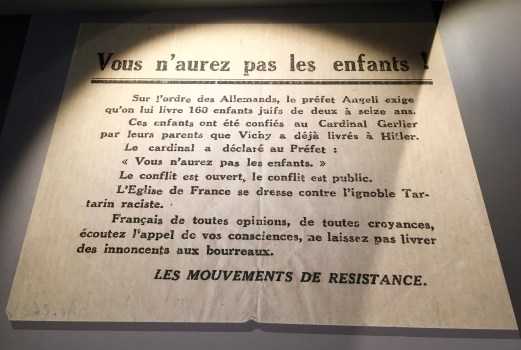 Vous n'aurez pas les enfants !
Sur l'ordre des Allemands, le préfet Angeli exige
qu'on lui livre 160 enfants juifs de deux à seize ans.
Ces enfants ont été confiés au Cardinal Gerlier
par leurs parents que Vichy a déjà livrés à Hitler.
Le cardinal a déclaré au Préfet :
« Vous n'aurez pas les enfants. »
Le conflit est ouvert, le conflit est public.
L'Eglise de France se dresse contre l'ignoble Tar-
tarin raciste.
Français de toutes opinions, de toutes croyances,
écoutez l'appel de vos consciences, ne laissez pas livrer
des innoncents aux bourreaux.
LES MOUVEMENTS DE RESISTANCE.